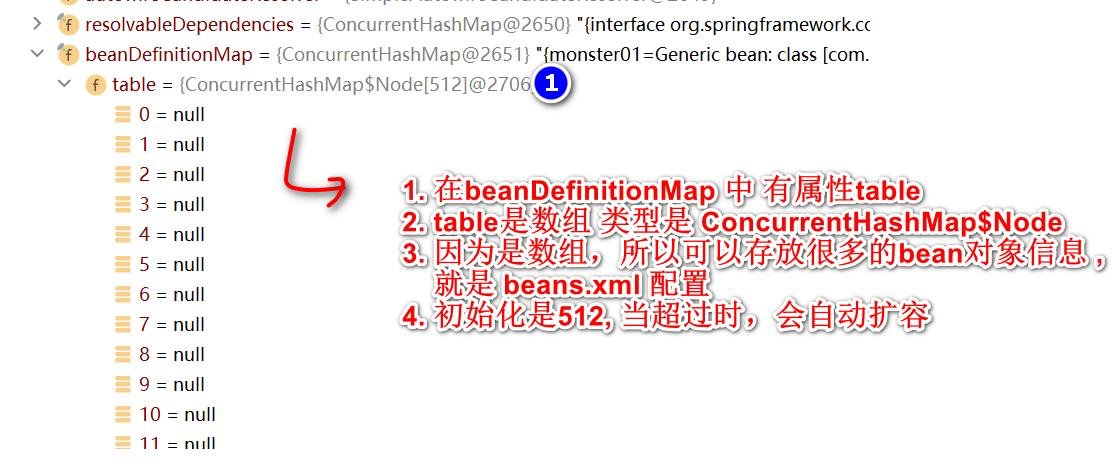 resolvableDependencies = {ConcurrentHashMap@2650} "{interface org.springframework.cc
beanDefinitionMap = {ConcurrentHashMap@2651} "{monster01=Generic bean: class [com.
table = {ConcurrentHashMap$Node[512]@2706
1
0 = null
1 = null
2 = null
3 = null
4 = null
5 = null
6 = null
7 = null
8 = null
9 = null
10 = null
11 = null
1. 在beanDefinitionMap 中 有属性table
2. table是数组 类型是 ConcurrentHashMap$Node
3. 因为是数组，所以可以存放很多的bean对象信息 ,
就是 beans.xml 配置
4. 初始化是512, 当超过时，会自动扩容